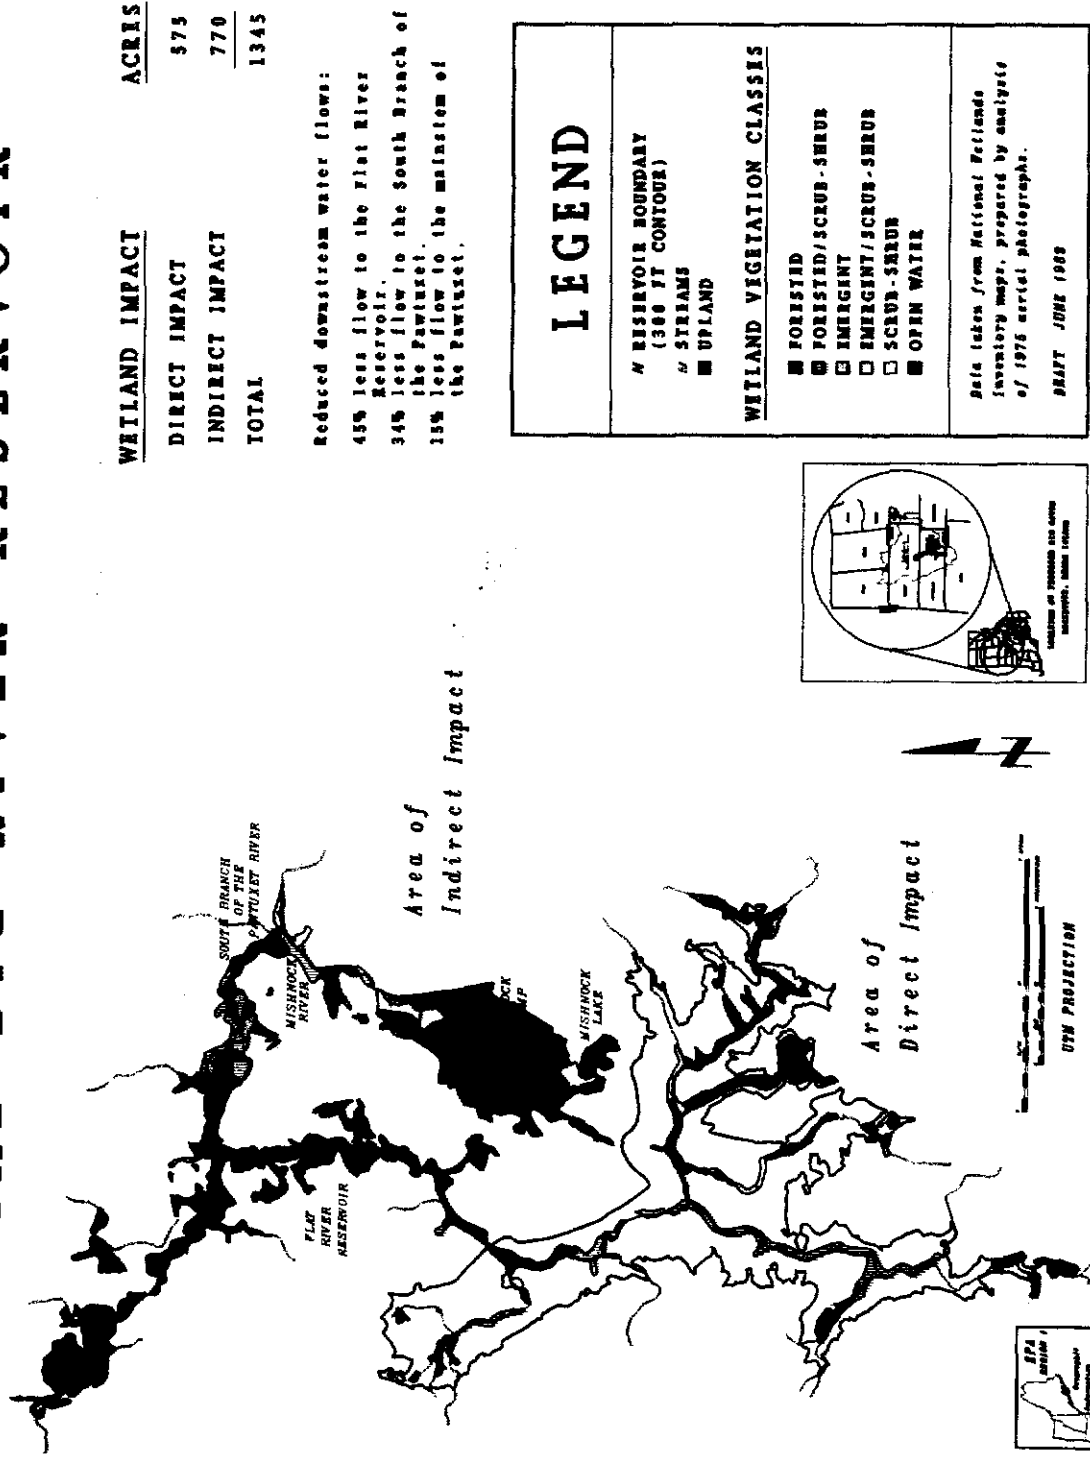 WETLAND IMPACT ACRES
DIRECT IMPACT 575
INDIRECT IMPACT 770
TOTAL 1345
Reduced downstream water flows:
45% less flow to the Flat River
Reservoir.
34% less flow to the South Branch of
the Pawtuxet.
15% less flow to the mainstem of
the Pawtuxet.
SOUTH BRANCH
OF THE
PAWTUXET RIVER
MISHNOCK
RIVER
FLAT
RIVER
RESERVOIR
MISHNOCK
LAKE
Area of
Indirect Impact
Area of
Direct Impact
UTM PROJECTION
N
LEGEND
RESERVOIR BOUNDARY
(300 FT CONTOUR)
STREAMS
UPLAND
WETLAND VEGETATION CLASSES
FORESTED
FORESTED/SCRUB-SHRUB
EMERGENT
EMERGENT/SCRUB-SHRUB
SCRUB-SHRUB
OPEN WATER
Data taken from National Wetlands
Inventory maps, prepared by analysis
of 1975 aerial photographs.
DRAFT JUNE 1988
EPA
REGION I